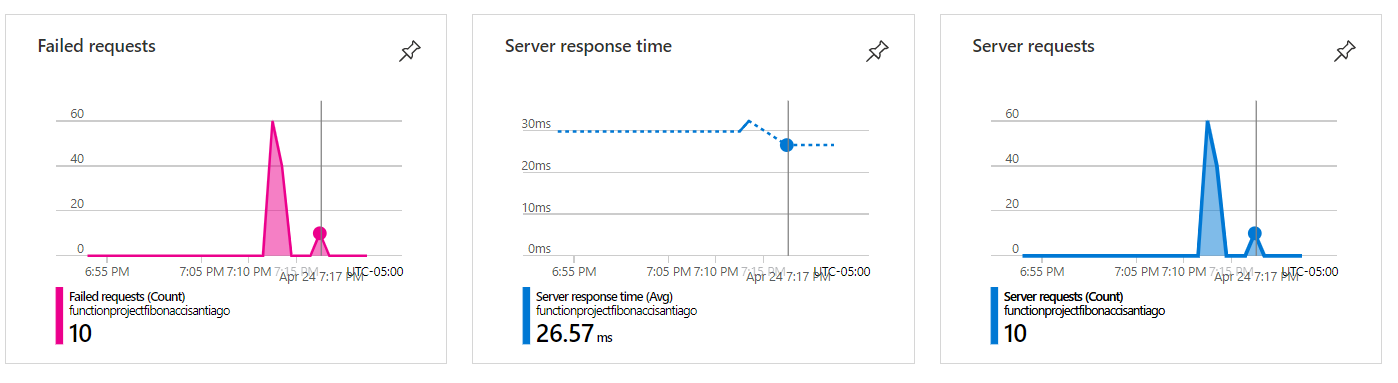 Failed requests
60
40
20
0
6:55 PM 7:05 PM 7:10 PM 7:15 PM UTC-05:00
Apr 24 7:17 PM
Failed requests (Count)
functionprojectfibonaccisantiago
10
Server response time
30ms
20ms
10ms
0ms
6:55 PM 7:05 PM 7:10 PM 7:15 PM UTC-05:00
Apr 24 7:17 PM
Server response time (Avg)
functionprojectfibonaccisantiago
26.57 ms
Server requests
60
40
20
0
6:55 PM 7:05 PM 7:10 PM 7:15 PM UTC-05:00
Apr 24 7:17 PM
Server requests (Count)
functionprojectfibonaccisantiago
10